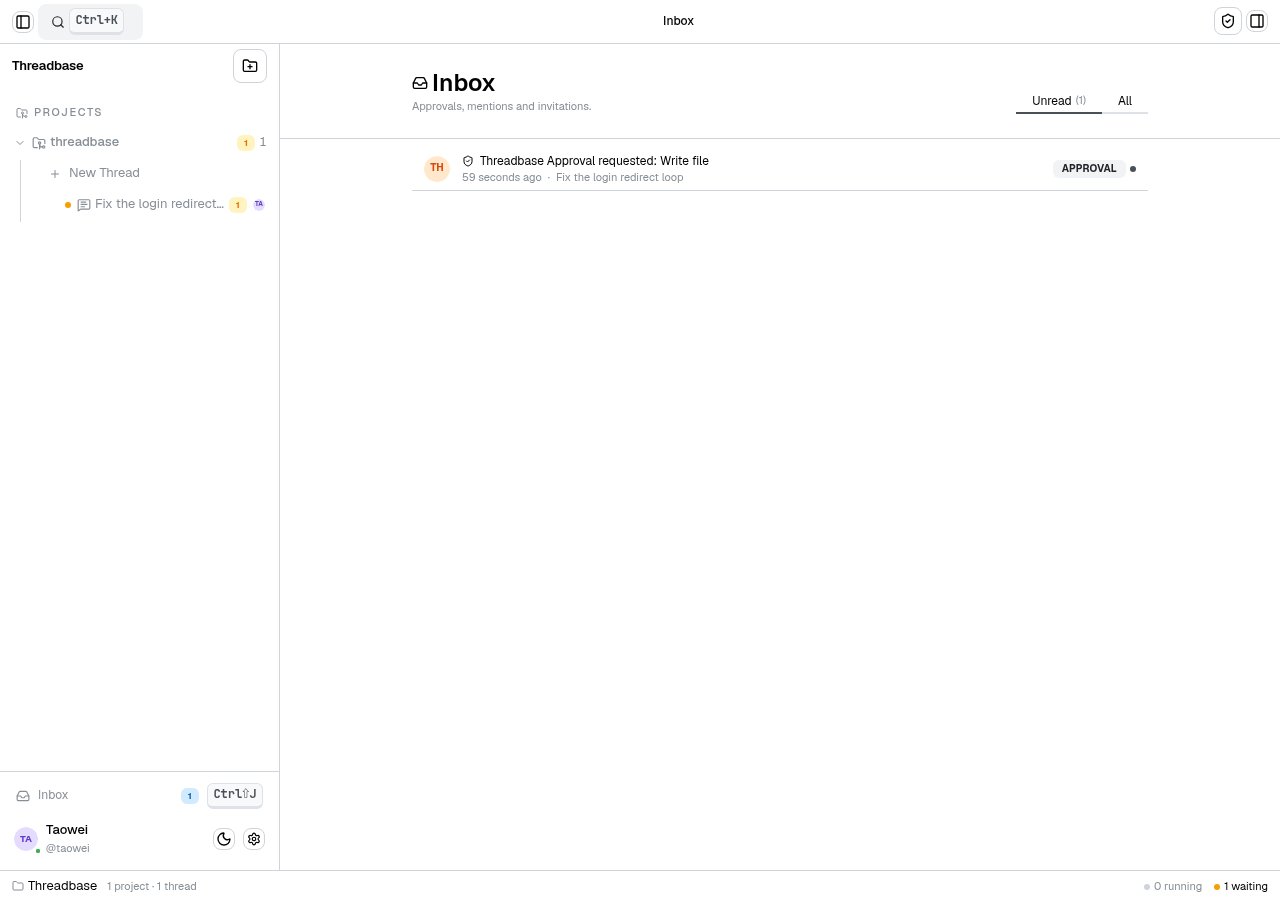 Ctrl+K
Inbox
Threadbase
PROJECTS
threadbase 1 1
New Thread
Fix the login redirect... 1 TA
Inbox
Approvals, mentions and invitations.
Unread (1) All
TH
Threadbase Approval requested: Write file
59 seconds ago · Fix the login redirect loop
APPROVAL
Inbox 1 Ctrl⇧J
TA
Taowei
@taowei
Threadbase 1 project · 1 thread
0 running 1 waiting